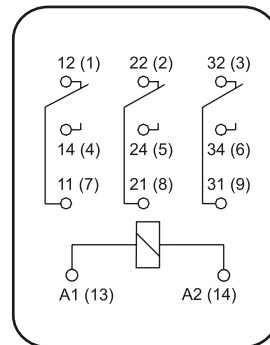 12 (1) 22 (2) 32 (3)
14 (4) 24 (5) 34 (6)
11 (7) 21 (8) 31 (9)
A1 (13) A2 (14)